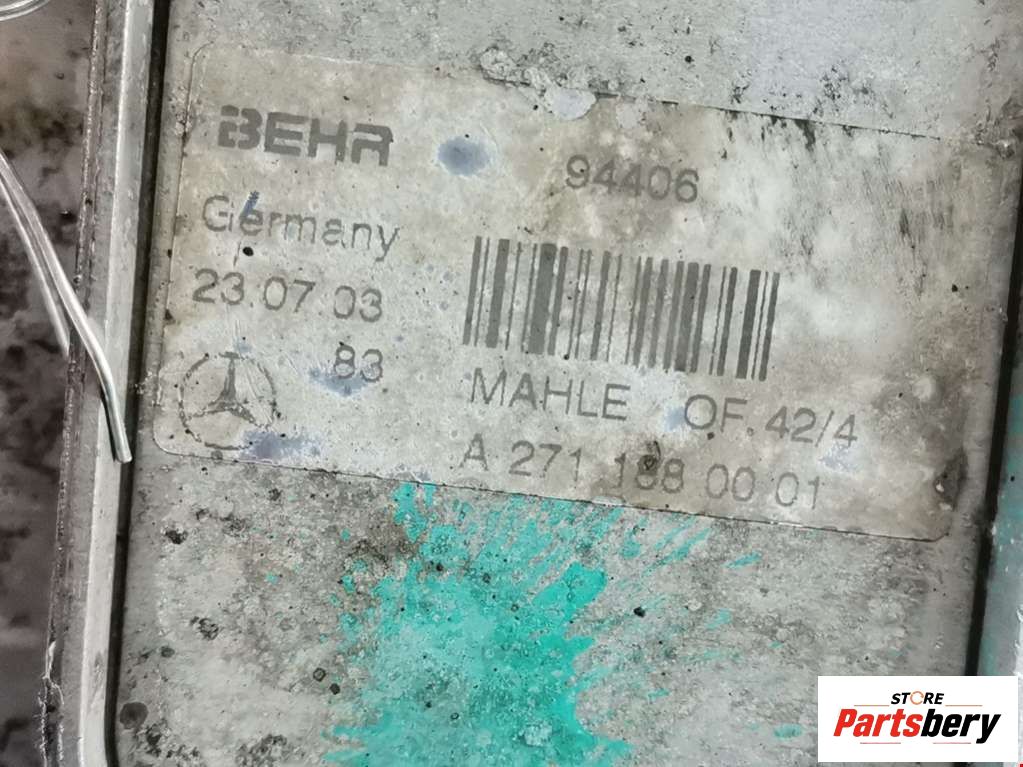 BEHR
94406
Germany
23.07.03
83
MAHLE OF. 42/4
A 271 188 00 01
STORE
Partsbery